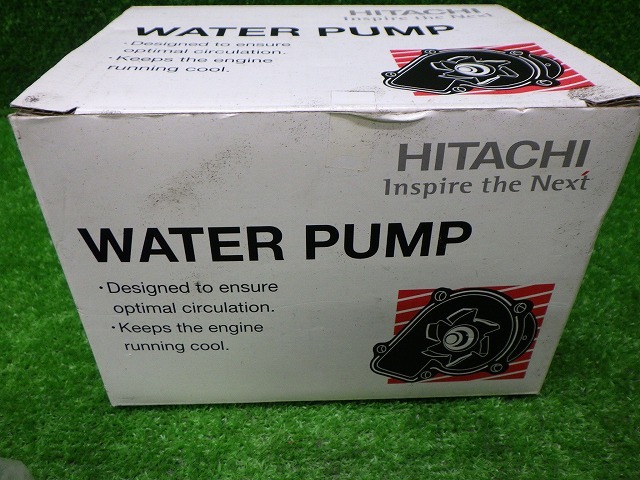 HITACHI
Inspire the Next
WATER PUMP
· Designed to ensure
optimal circulation.
· Keeps the engine
running cool.
HITACHI
Inspire the Next
WATER PUMP
· Designed to ensure
optimal circulation.
· Keeps the engine
running cool.